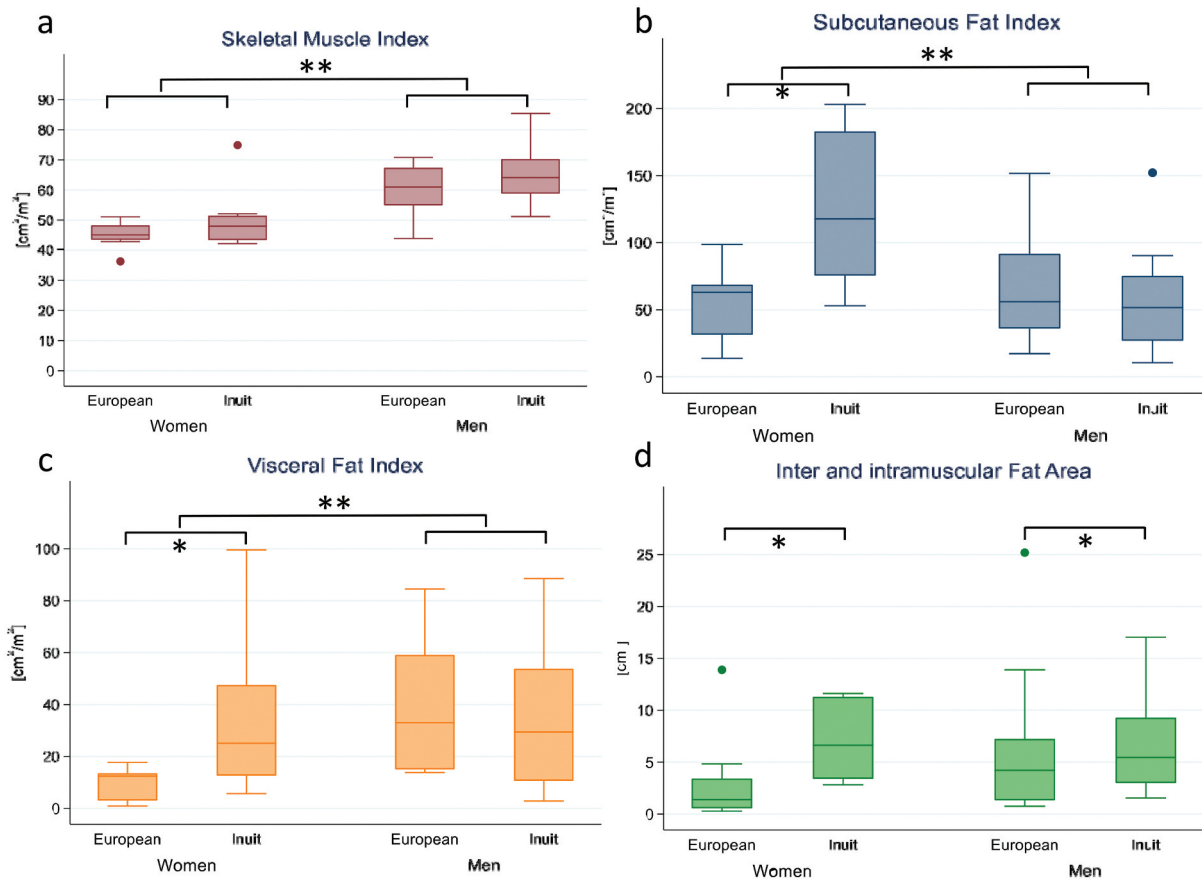 a
Skeletal Muscle Index
**
90
80
70
60
50
40
30
20
10
0
[cm²/m²]
European Inuit European Inuit
Women Men
b
Subcutaneous Fat Index
**
*
200
150
100
50
0
European Inuit European Inuit
Women Men
c
Visceral Fat Index
**
*
100
80
60
40
20
0
[cm²/m²]
European Inuit European Inuit
Women Men
d
Inter and intramuscular Fat Area
* *
25
20
15
10
5
0
European Inuit European Inuit
Women Men